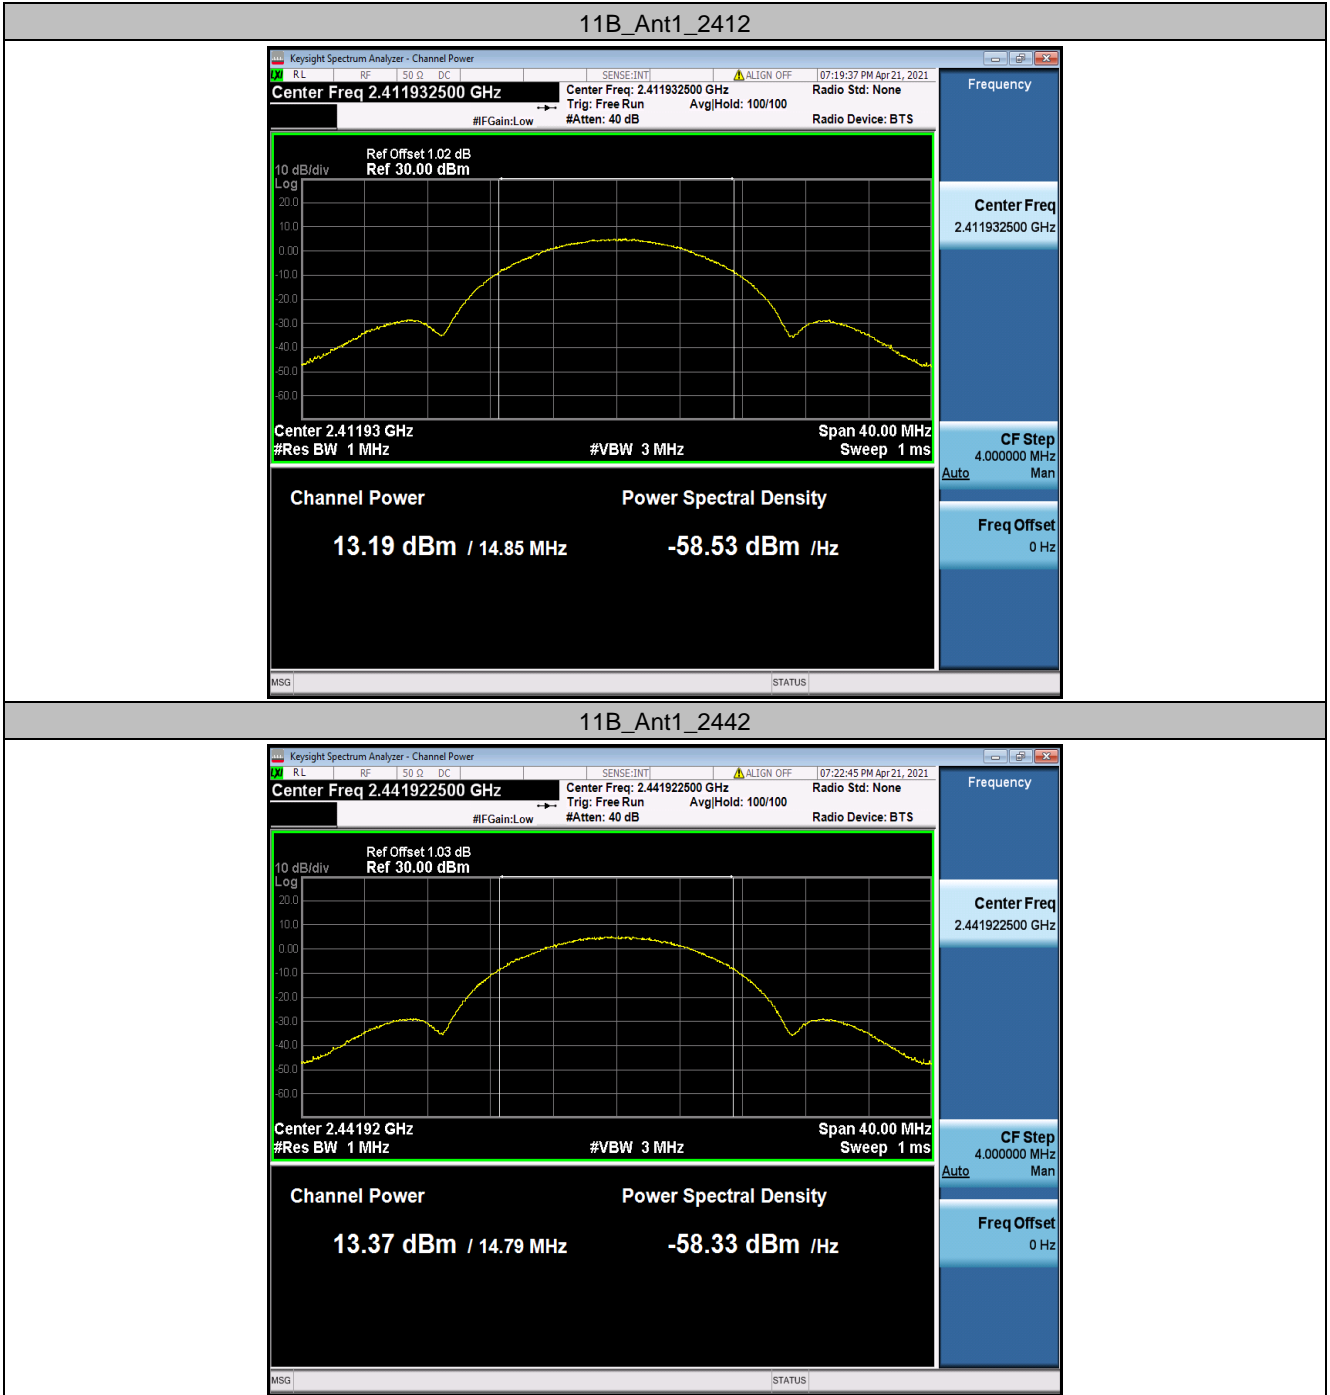 11B_Ant1_2412
Keysight Spectrum Analyzer - Channel Power
LXI RL RF 50 Ω DC SENSE:INT ALIGN OFF 07:19:37 PM Apr 21, 2021
Center Freq 2.411932500 GHz
Center Freq: 2.411932500 GHz Radio Std: None
Trig: Free Run Avg|Hold: 100/100
#IFGain:Low #Atten: 40 dB Radio Device: BTS
Frequency
Ref Offset 1.02 dB
10 dB/div Ref 30.00 dBm
Log
20.0
10.0
0.00
-10.0
-20.0
-30.0
-40.0
-50.0
-60.0
Center 2.41193 GHz Span 40.00 MHz
#Res BW 1 MHz #VBW 3 MHz Sweep 1 ms
Center Freq
2.411932500 GHz
CF Step
4.000000 MHz
Auto Man
Freq Offset
0 Hz
Channel Power Power Spectral Density
13.19 dBm / 14.85 MHz -58.53 dBm /Hz
MSG STATUS
11B_Ant1_2442
Keysight Spectrum Analyzer - Channel Power
LXI RL RF 50 Ω DC SENSE:INT ALIGN OFF 07:22:45 PM Apr 21, 2021
Center Freq 2.441922500 GHz
Center Freq: 2.441922500 GHz Radio Std: None
Trig: Free Run Avg|Hold: 100/100
#IFGain:Low #Atten: 40 dB Radio Device: BTS
Frequency
Ref Offset 1.03 dB
10 dB/div Ref 30.00 dBm
Log
20.0
10.0
0.00
-10.0
-20.0
-30.0
-40.0
-50.0
-60.0
Center 2.44192 GHz Span 40.00 MHz
#Res BW 1 MHz #VBW 3 MHz Sweep 1 ms
Center Freq
2.441922500 GHz
CF Step
4.000000 MHz
Auto Man
Freq Offset
0 Hz
Channel Power Power Spectral Density
13.37 dBm / 14.79 MHz -58.33 dBm /Hz
MSG STATUS